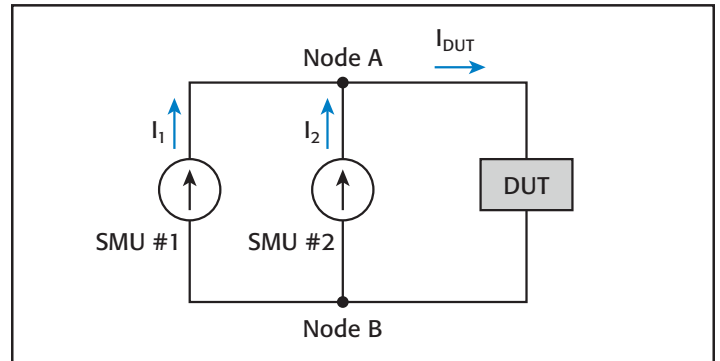 Node A
I_DUT
I_1
I_2
DUT
SMU #1
SMU #2
Node B